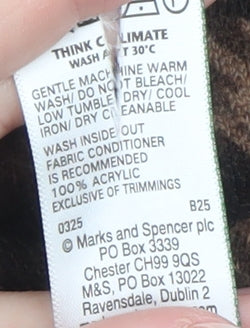 THINK CLIMATE
WASH AT 30°C
GENTLE MACHINE WARM
WASH/ DO NOT BLEACH/
LOW TUMBLE DRY/ COOL
IRON/ DRY CLEANABLE
WASH INSIDE OUT
FABRIC CONDITIONER
IS RECOMMENDED
100% ACRYLIC
EXCLUSIVE OF TRIMMINGS
0325 B25
© Marks and Spencer plc
PO Box 3339
Chester CH99 9QS
M&S, PO Box 13022
Ravensdale, Dublin 2